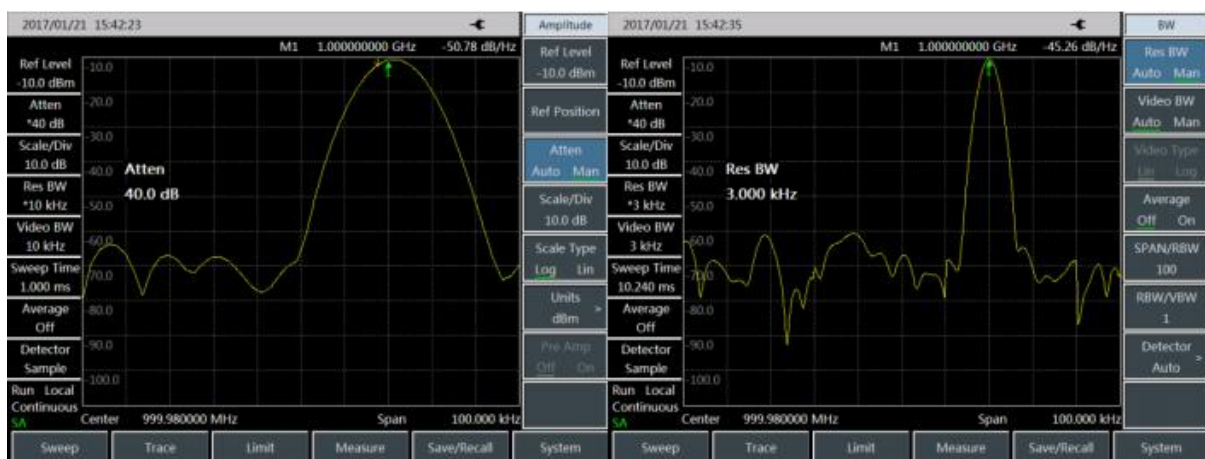 2017/01/21 15:42:23
Amplitude
M1 1.000000000 GHz -50.78 dB/Hz
Ref Level
-10.0 dBm
Atten
*40 dB
Scale/Div
10.0 dB
Res BW
*10 kHz
Video BW
10 kHz
Sweep Time
1.000 ms
Average
Off
Detector
Sample
Run Local
Continuous
SA
-10.0
-20.0
-30.0
-40.0
-50.0
-60.0
-70.0
-80.0
-90.0
-100.0
Atten
40.0 dB
Center 999.980000 MHz Span 100.000 kHz
Ref Level
-10.0 dBm
Ref Position
Atten
Auto Man
Scale/Div
10.0 dB
Scale Type
Log Lin
Units >
dBm
Pre Amp
Off On
Sweep Trace Limit Measure Save/Recall System
2017/01/21 15:42:35
BW
M1 1.000000000 GHz -45.26 dB/Hz
Ref Level
-10.0 dBm
Atten
*40 dB
Scale/Div
10.0 dB
Res BW
*3 kHz
Video BW
3 kHz
Sweep Time
10.240 ms
Average
Off
Detector
Sample
Run Local
Continuous
SA
-10.0
-20.0
-30.0
-40.0
-50.0
-60.0
-70.0
-80.0
-90.0
-100.0
Res BW
3.000 kHz
Center 999.980000 MHz Span 100.000 kHz
Res BW
Auto Man
Video BW
Auto Man
Video Type
Lin Log
Average
Off On
SPAN/RBW
100
RBW/VBW
1
Detector >
Auto
Sweep Trace Limit Measure Save/Recall System